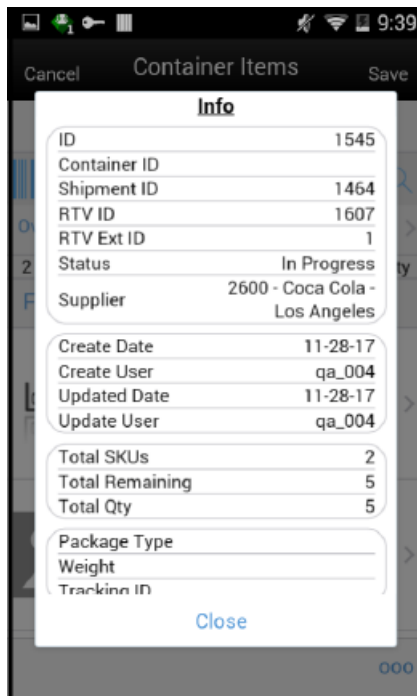 1 9:39
Cancel Container Items Save
Info
ID 1545
Container ID
Shipment ID 1464
RTV ID 1607
RTV Ext ID 1
Status In Progress
Supplier 2600 - Coca Cola -
Los Angeles
Create Date 11-28-17
Create User qa_004
Updated Date 11-28-17
Update User qa_004
Total SKUs 2
Total Remaining 5
Total Qty 5
Package Type
Weight
Tracking ID
Close
2
ooo